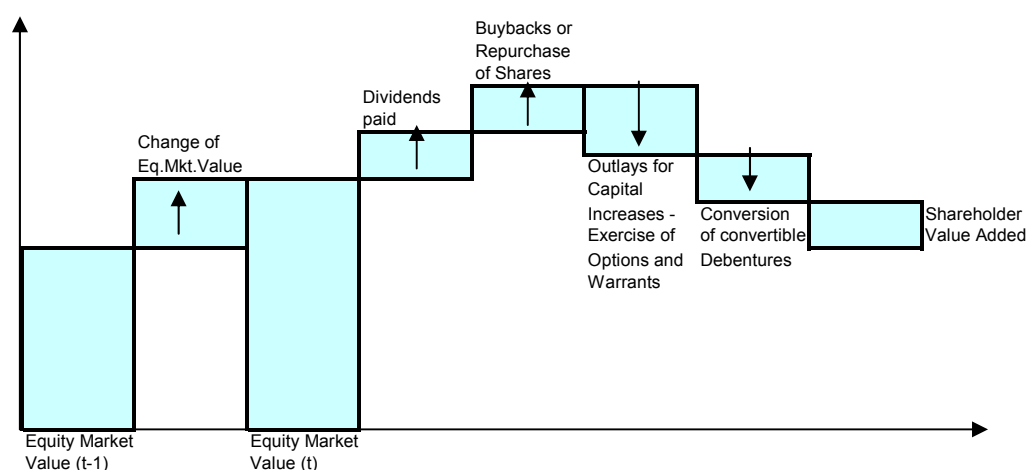 Buybacks or
Repurchase
of Shares
Dividends
paid
Change of
Eq.Mkt.Value
Outlays for
Capital
Increases -
Exercise of
Options and
Warrants
Conversion
of convertible
Debentures
Shareholder
Value Added
Equity Market
Value (t-1)
Equity Market
Value (t)